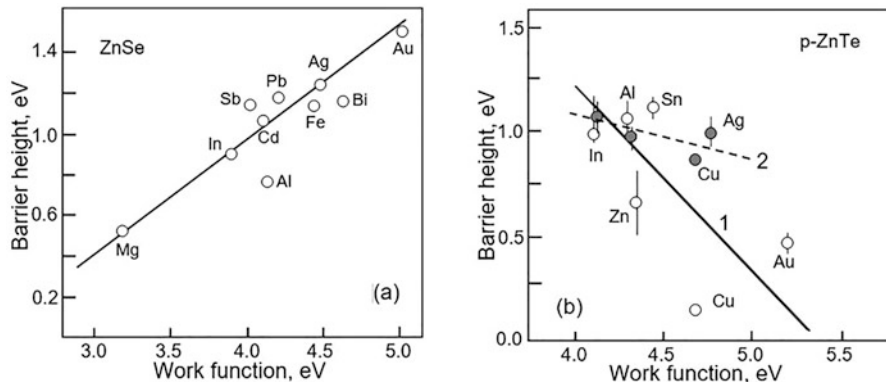 ZnSe
Au
Ag
Pb
Sb
Bi
Fe
Cd
In
Al
Mg
(a)
1.4
1.0
0.6
0.2
Barrier height, eV
3.0 3.5 4.0 4.5 5.0
Work function, eV
p-ZnTe
Al
Sn
Ag
In
2
Cu
Zn
1
Au
Cu
(b)
1.5
1.0
0.5
0.0
Barrier height, eV
4.0 4.5 5.0 5.5
Work function, eV